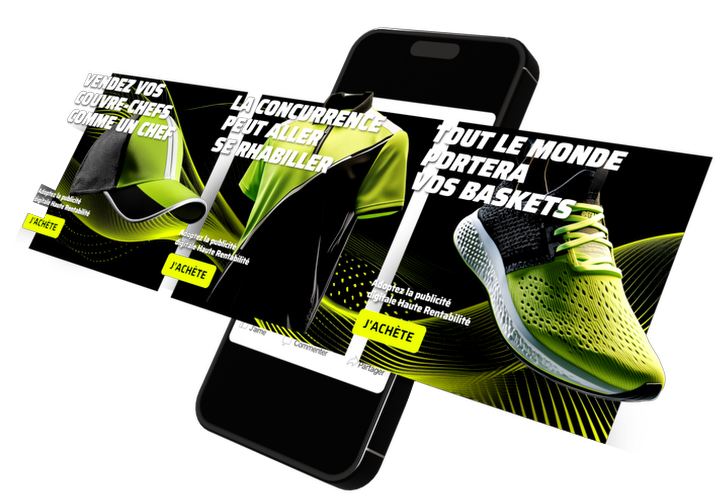 VENDEZ VOS
COUVRE-CHEFS
COMME UN CHEF
Adoptez la publicité
digitale Haute Rentabilité
J'ACHÈTE
LA CONCURRENCE
PEUT ALLER
SE RHABILLER
Adoptez la publicité
digitale Haute Rentabilité
J'ACHÈTE
TOUT LE MONDE
PORTERA
VOS BASKETS
Adoptez la publicité
digitale Haute Rentabilité
J'ACHÈTE
J'aime
Commenter
Partager